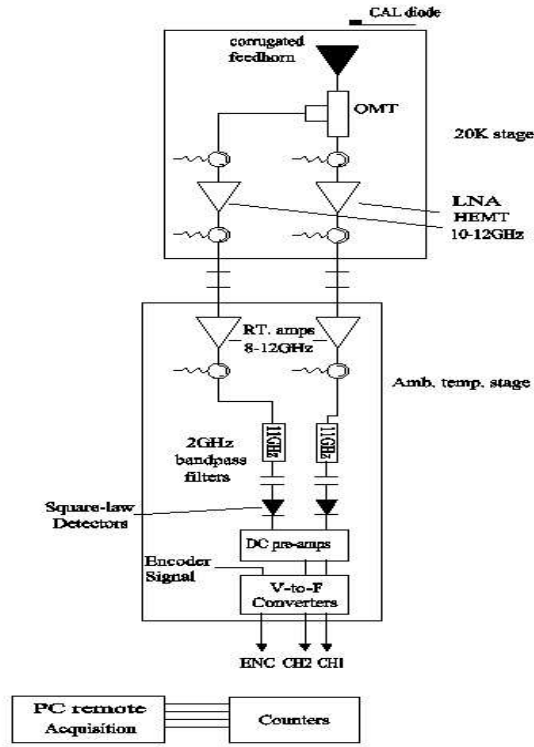 CAL diode
corrugated
feedhorn
OMT
20K stage
LNA
HEMT
10-12GHz
RT. amps
8-12GHz
Amb. temp. stage
11GHz
11GHz
2GHz
bandpass
filters
Square-law
Detectors
DC pre-amps
Encoder
Signal
V-to-F
Converters
ENC CH2 CH1
PC remote
Acquisition
Counters